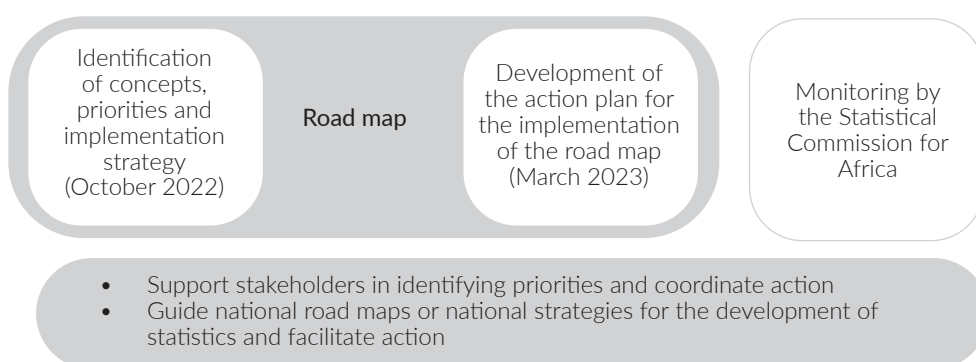 Identification
of concepts,
priorities and
implementation
strategy
(October 2022)
Road map
Development of
the action plan for
the implementation
of the road map
(March 2023)
Monitoring by
the Statistical
Commission for
Africa
• Support stakeholders in identifying priorities and coordinate action
• Guide national road maps or national strategies for the development of
statistics and facilitate action